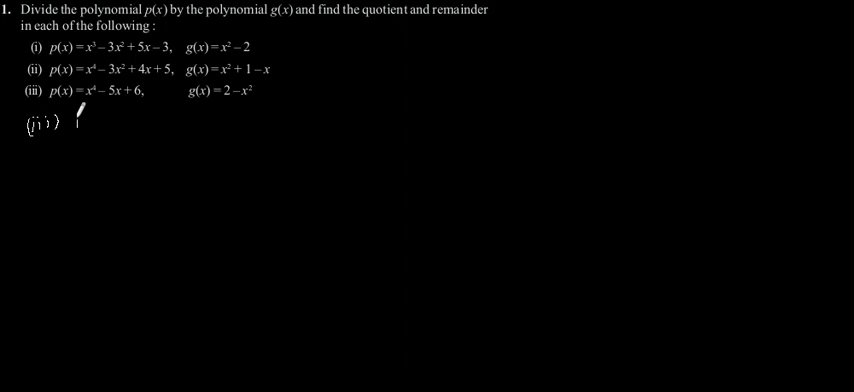 1. Divide the polynomial p(x) by the polynomial g(x) and find the quotient and remainder
in each of the following :
(i) p(x) = x³ – 3x² + 5x – 3, g(x) = x² – 2
(ii) p(x) = x⁴ – 3x² + 4x + 5, g(x) = x² + 1 – x
(iii) p(x) = x⁴ – 5x + 6, g(x) = 2 – x²
(iii)